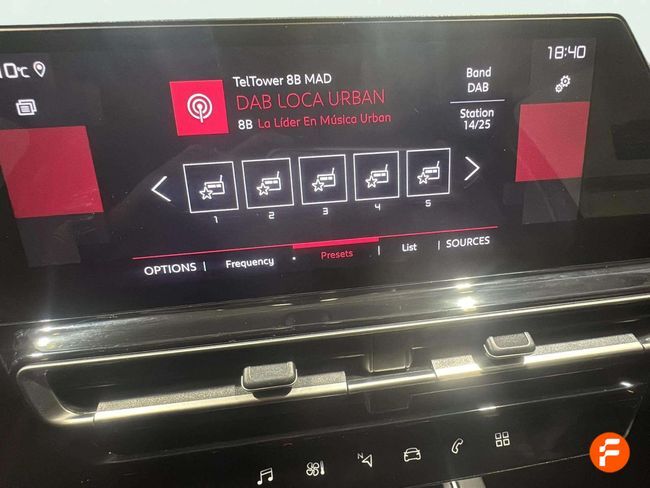 0°C
18:40
TelTower 8B MAD
DAB LOCA URBAN
8B La Líder En Música Urban
Band
DAB
Station
14/25
1 2 3 4 5
OPTIONS | Frequency • Presets | List | SOURCES
N